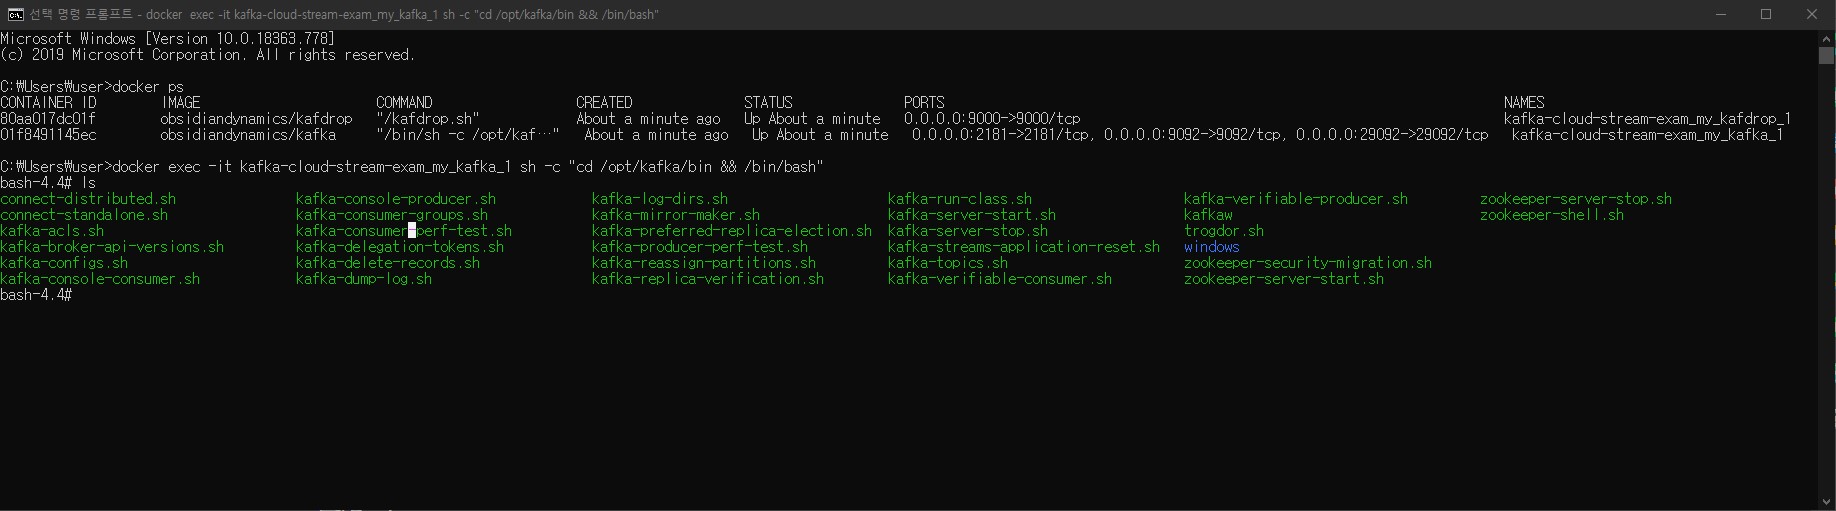 선택 명령 프롬프트 - docker  exec -it kafka-cloud-stream-exam_my_kafka_1 sh -c "cd /opt/kafka/bin && /bin/bash"
Microsoft Windows [Version 10.0.18363.778]
(c) 2019 Microsoft Corporation. All rights reserved.
C:₩Users₩user>docker ps
CONTAINER ID        IMAGE                      COMMAND                  CREATED              STATUS              PORTS                                                                      NAMES
80aa017dc01f        obsidiandynamics/kafdrop   "/kafdrop.sh"            About a minute ago   Up About a minute   0.0.0.0:9000->9000/tcp                                                     kafka-cloud-stream-exam_my_kafdrop_1
01f8491145ec        obsidiandynamics/kafka     "/bin/sh -c /opt/kaf…"   About a minute ago   Up About a minute   0.0.0.0:2181->2181/tcp, 0.0.0.0:9092->9092/tcp, 0.0.0.0:29092->29092/tcp   kafka-cloud-stream-exam_my_kafka_1
C:₩Users₩user>docker exec -it kafka-cloud-stream-exam_my_kafka_1 sh -c "cd /opt/kafka/bin && /bin/bash"
bash-4.4# ls
connect-distributed.sh               kafka-console-producer.sh            kafka-log-dirs.sh                    kafka-run-class.sh                   kafka-verifiable-producer.sh         zookeeper-server-stop.sh
connect-standalone.sh                kafka-consumer-groups.sh             kafka-mirror-maker.sh                kafka-server-start.sh                kafkaw                               zookeeper-shell.sh
kafka-acls.sh                        kafka-consumer-perf-test.sh          kafka-preferred-replica-election.sh  kafka-server-stop.sh                 trogdor.sh
kafka-broker-api-versions.sh         kafka-delegation-tokens.sh           kafka-producer-perf-test.sh          kafka-streams-application-reset.sh   windows
kafka-configs.sh                     kafka-delete-records.sh              kafka-reassign-partitions.sh         kafka-topics.sh                      zookeeper-security-migration.sh
kafka-console-consumer.sh            kafka-dump-log.sh                    kafka-replica-verification.sh        kafka-verifiable-consumer.sh         zookeeper-server-start.sh
bash-4.4#